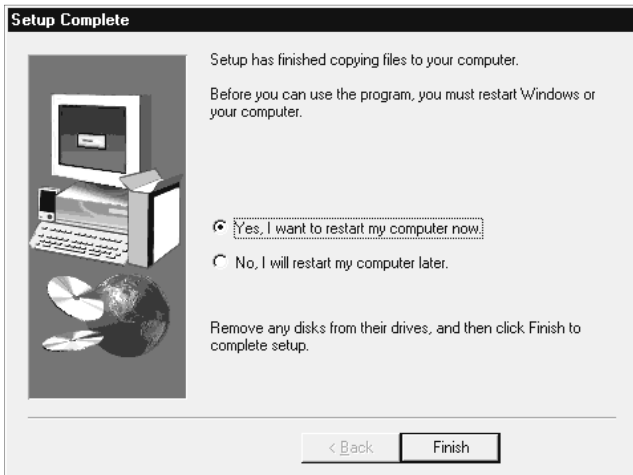 Setup Complete
Setup has finished copying files to your computer.
Before you can use the program, you must restart Windows or
your computer.
Yes, I want to restart my computer now.
No, I will restart my computer later.
Remove any disks from their drives, and then click Finish to
complete setup.
< Back
Finish